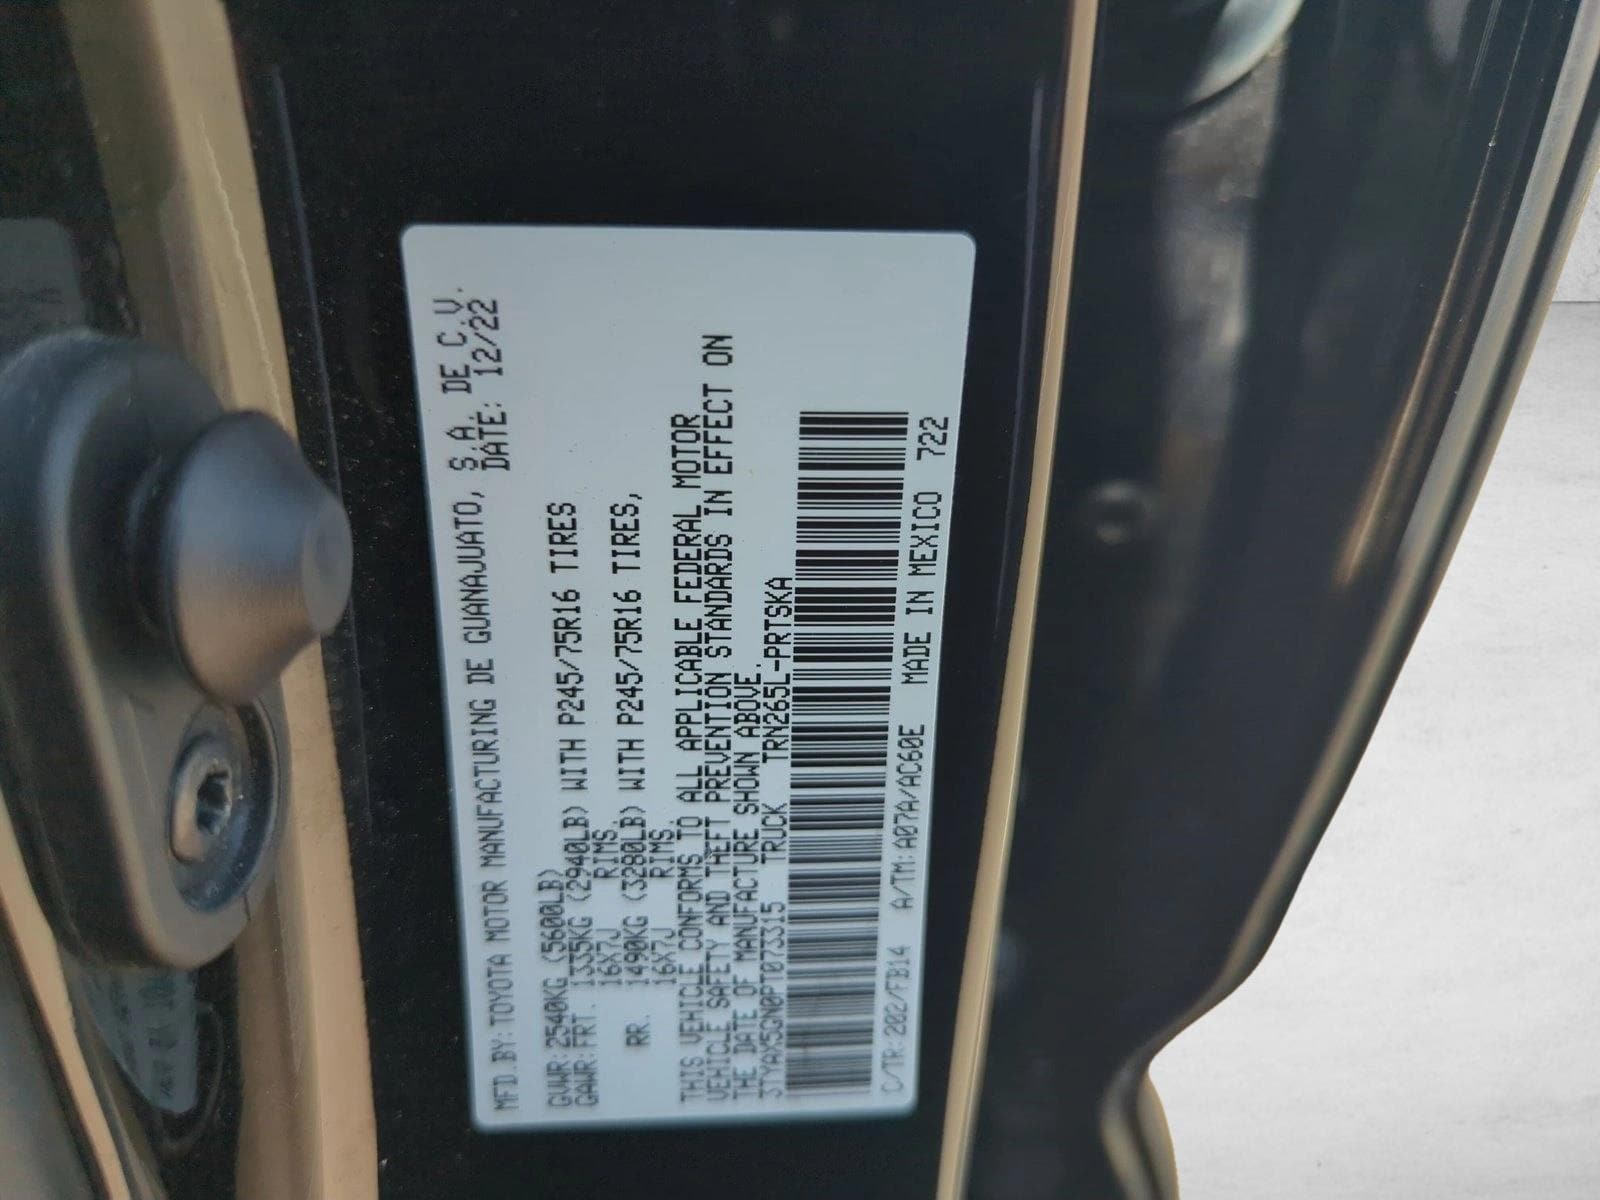 MFD.BY:TOYOTA MOTOR MANUFACTURING DE GUANAJUATO, S.A. DE C.V.
DATE: 12/22
GVWR:2540KG (5600LB)
GAWR:FRT. 1335KG (2940LB) WITH P245/75R16 TIRES
16X7J RIMS,
RR. 1490KG (3280LB) WITH P245/75R16 TIRES,
16X7J RIMS.
THIS VEHICLE CONFORMS TO ALL APPLICABLE FEDERAL MOTOR
VEHICLE SAFETY AND THEFT PREVENTION STANDARDS IN EFFECT ON
THE DATE OF MANUFACTURE SHOWN ABOVE.
3TYAX5GN0PT073315 TRUCK TRN265L-PRTSKA
C/TR:202/FB14 A/TM:A07A/AC60E MADE IN MEXICO 722